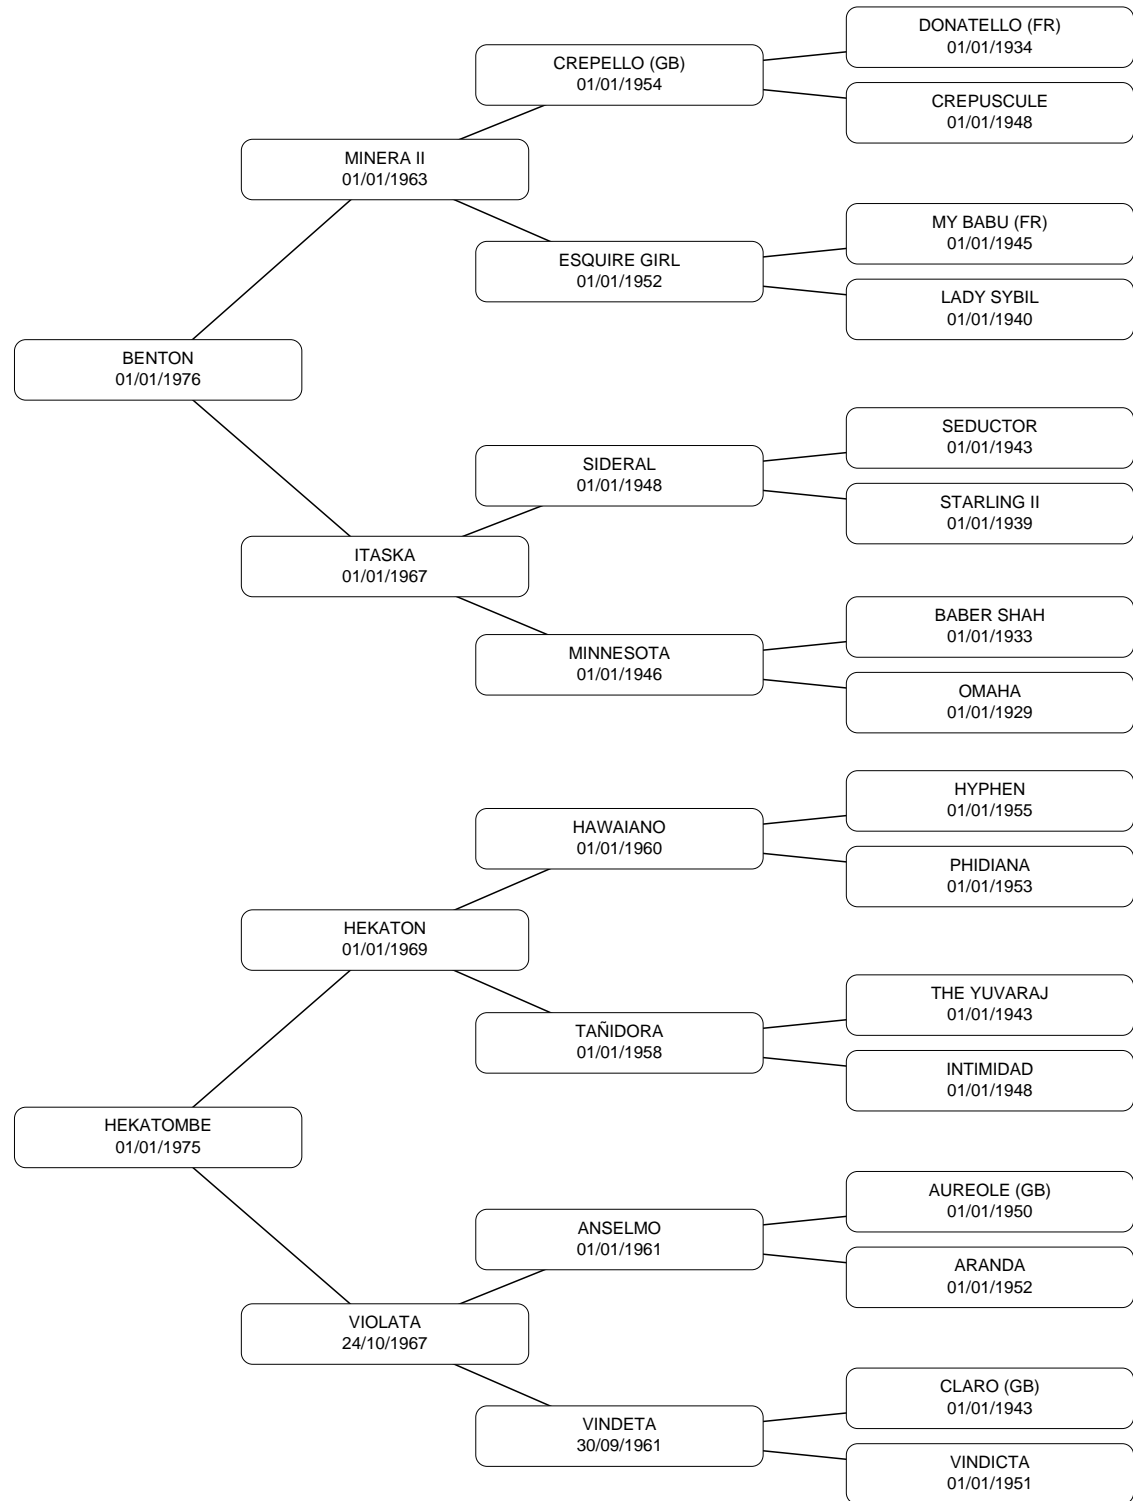 DONATELLO (FR)
01/01/1934
CREPELLO (GB)
01/01/1954
CREPUSCULE
01/01/1948
MINERA II
01/01/1963
MY BABU (FR)
01/01/1945
ESQUIRE GIRL
01/01/1952
LADY SYBIL
01/01/1940
BENTON
01/01/1976
SEDUCTOR
01/01/1943
SIDERAL
01/01/1948
STARLING II
01/01/1939
ITASKA
01/01/1967
BABER SHAH
01/01/1933
MINNESOTA
01/01/1946
OMAHA
01/01/1929
HYPHEN
01/01/1955
HAWAIANO
01/01/1960
PHIDIANA
01/01/1953
HEKATON
01/01/1969
THE YUVARAJ
01/01/1943
TAÑIDORA
01/01/1958
INTIMIDAD
01/01/1948
HEKATOMBE
01/01/1975
AUREOLE (GB)
01/01/1950
ANSELMO
01/01/1961
ARANDA
01/01/1952
VIOLATA
24/10/1967
CLARO (GB)
01/01/1943
VINDETA
30/09/1961
VINDICTA
01/01/1951